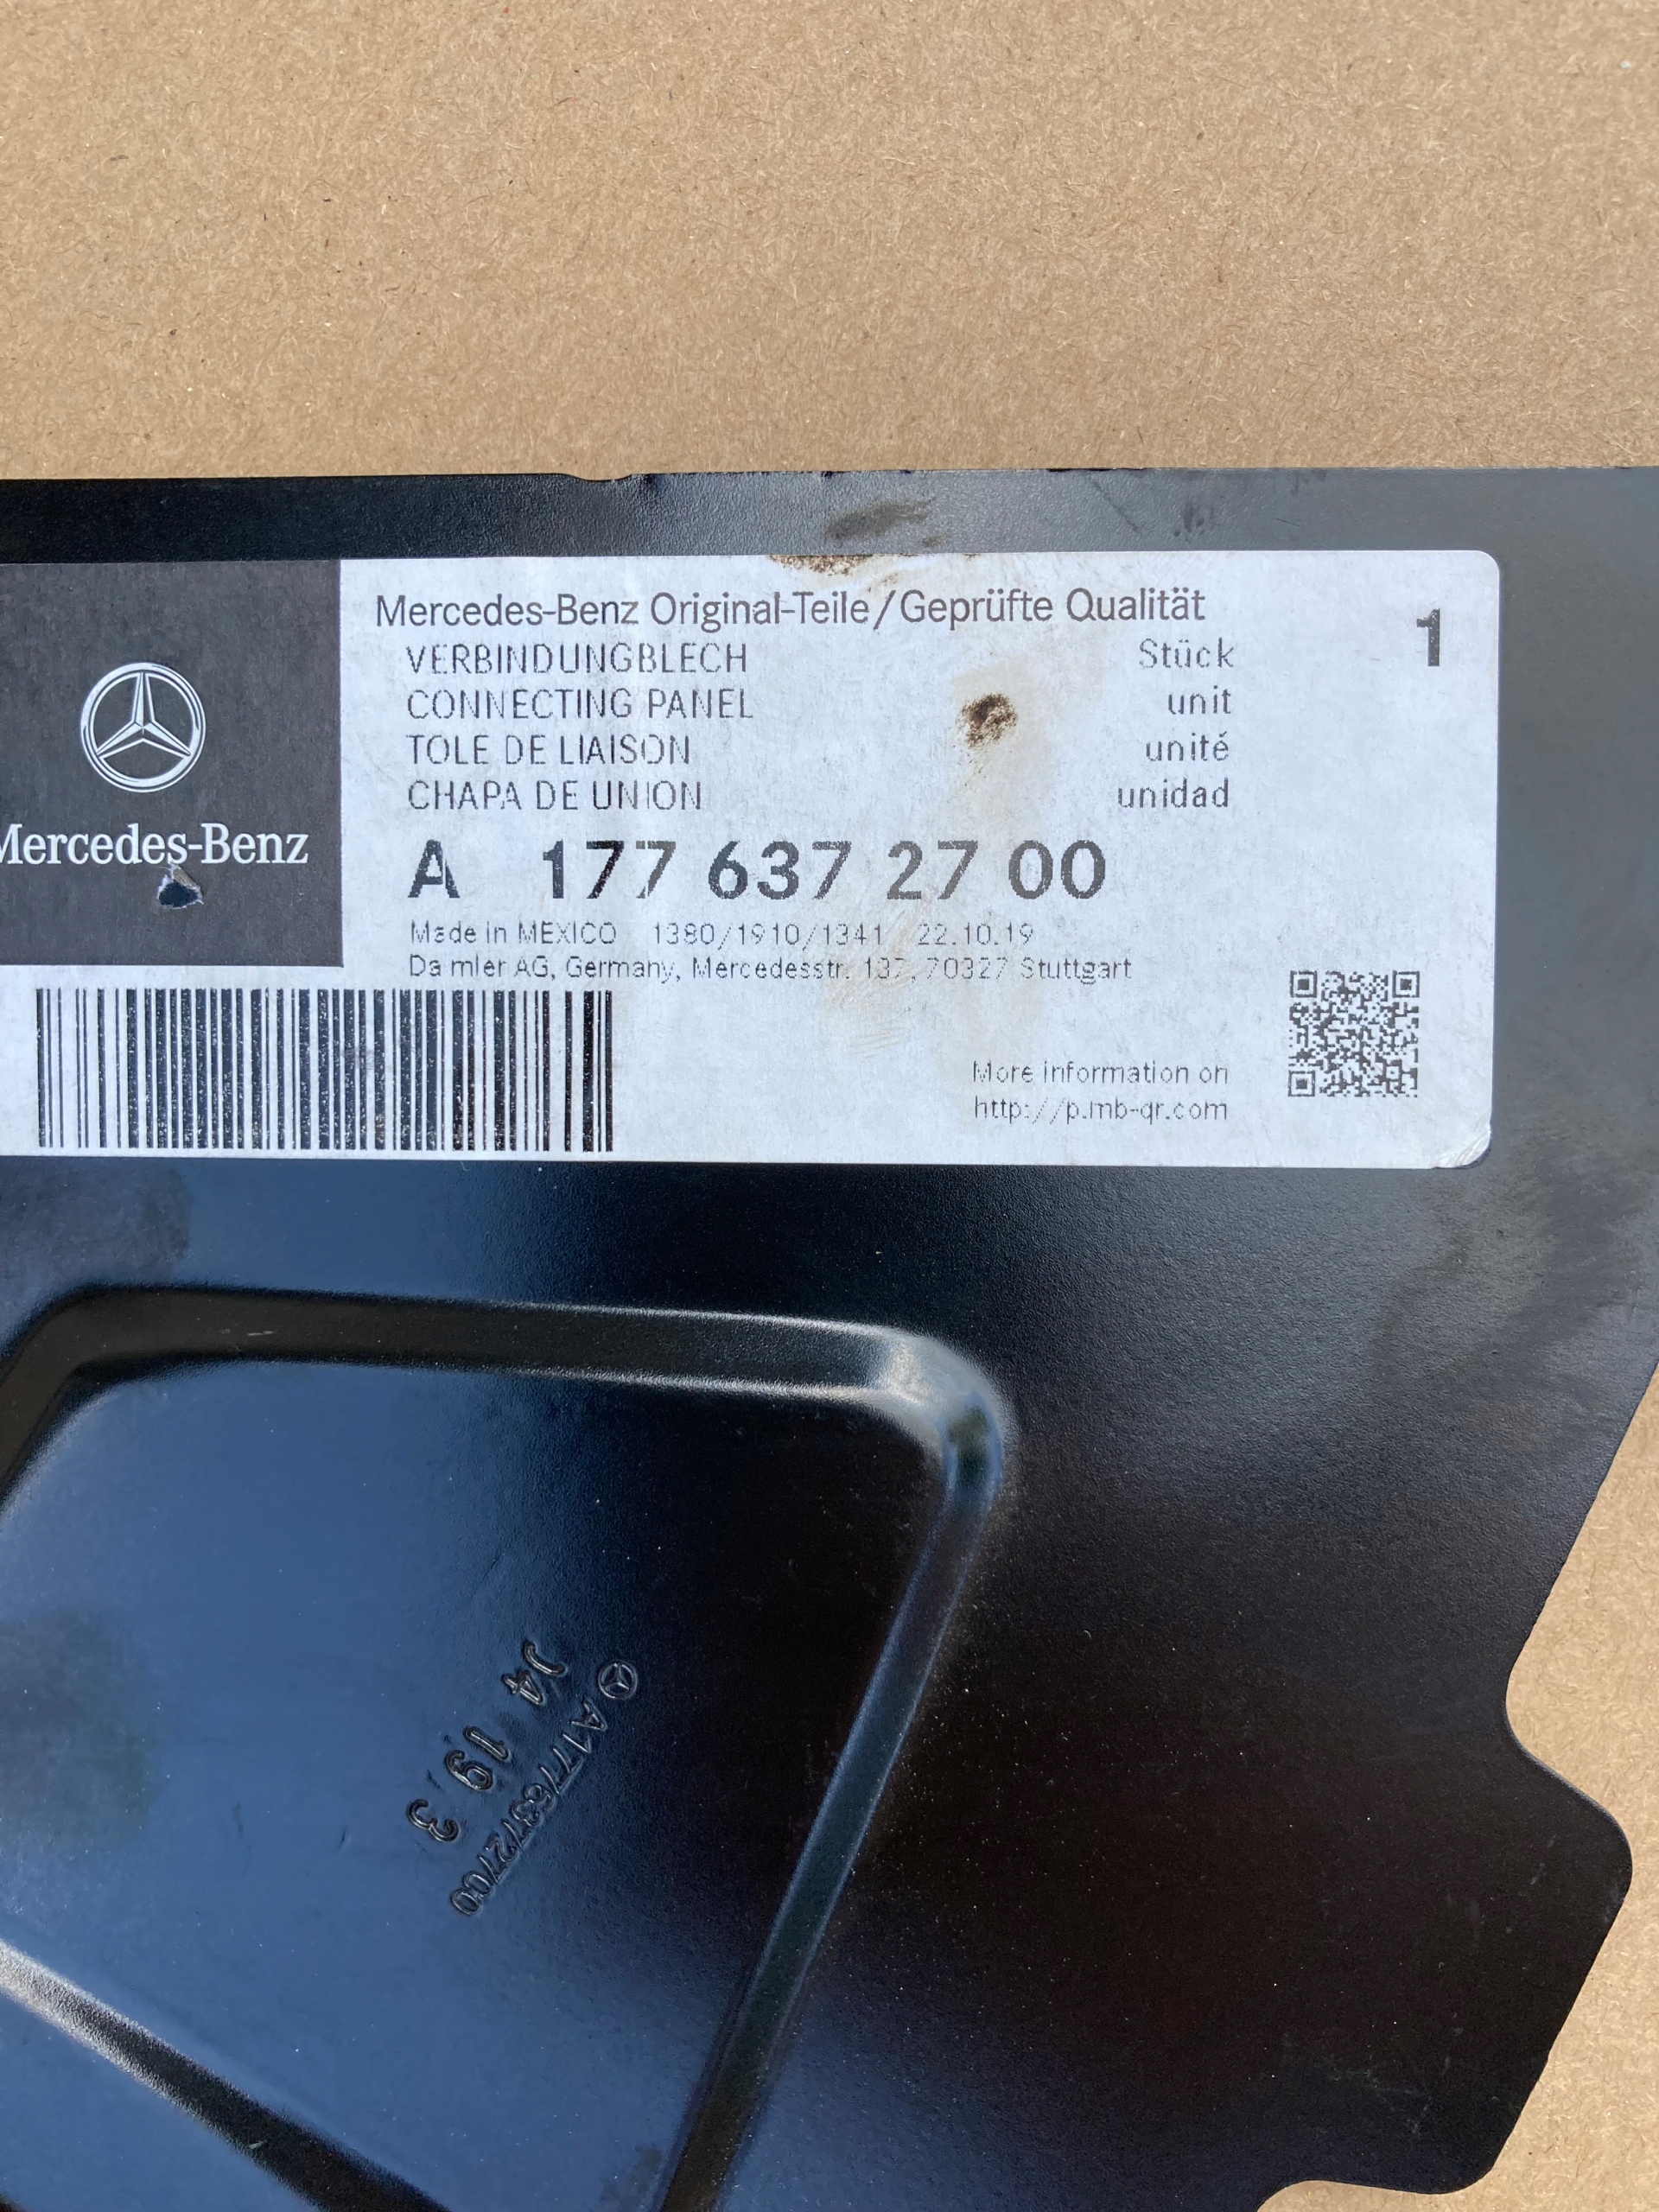 Mercedes-Benz Original-Teile/Geprüfte Qualität
VERBINDUNGBLECH Stück 1
CONNECTING PANEL unit
TOLE DE LIAISON unité
CHAPA DE UNION unidad
Mercedes-Benz
A 177 637 27 00
Made in MEXICO 1380/1910/1341 22.10.19
Daimler AG, Germany, Mercedesstr. 137, 70327 Stuttgart
More information on
http://p.mb-qr.com
A1776372700
04 19 3